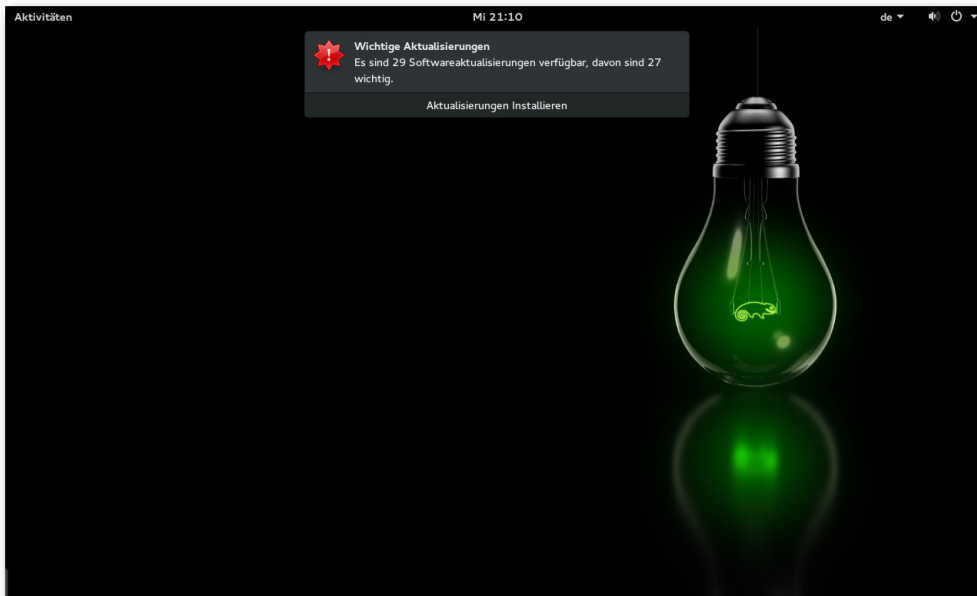 Aktivitäten
Mi 21:10
de
Wichtige Aktualisierungen
Es sind 29 Softwareaktualisierungen verfügbar, davon sind 27
wichtig.
Aktualisierungen Installieren